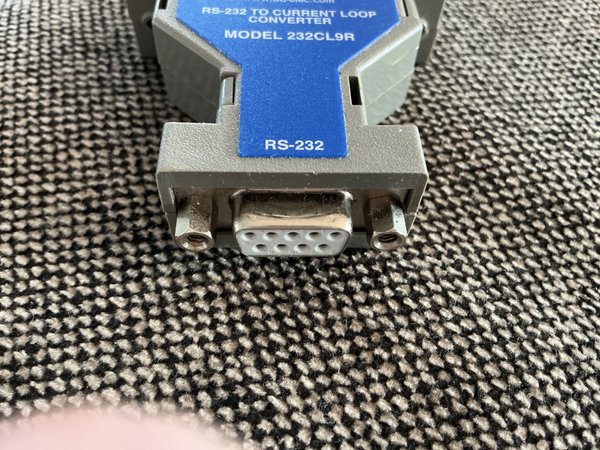 RS-232 TO CURRENT LOOP
CONVERTER
MODEL 232CL9R
RS-232